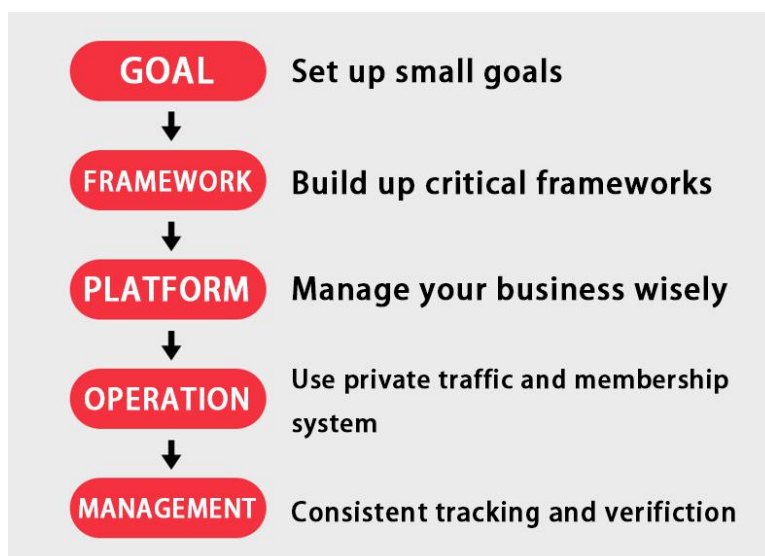 GOAL
Set up small goals
FRAMEWORK
Build up critical frameworks
PLATFORM
Manage your business wisely
OPERATION
Use private traffic and membership
system
MANAGEMENT
Consistent tracking and verifiction